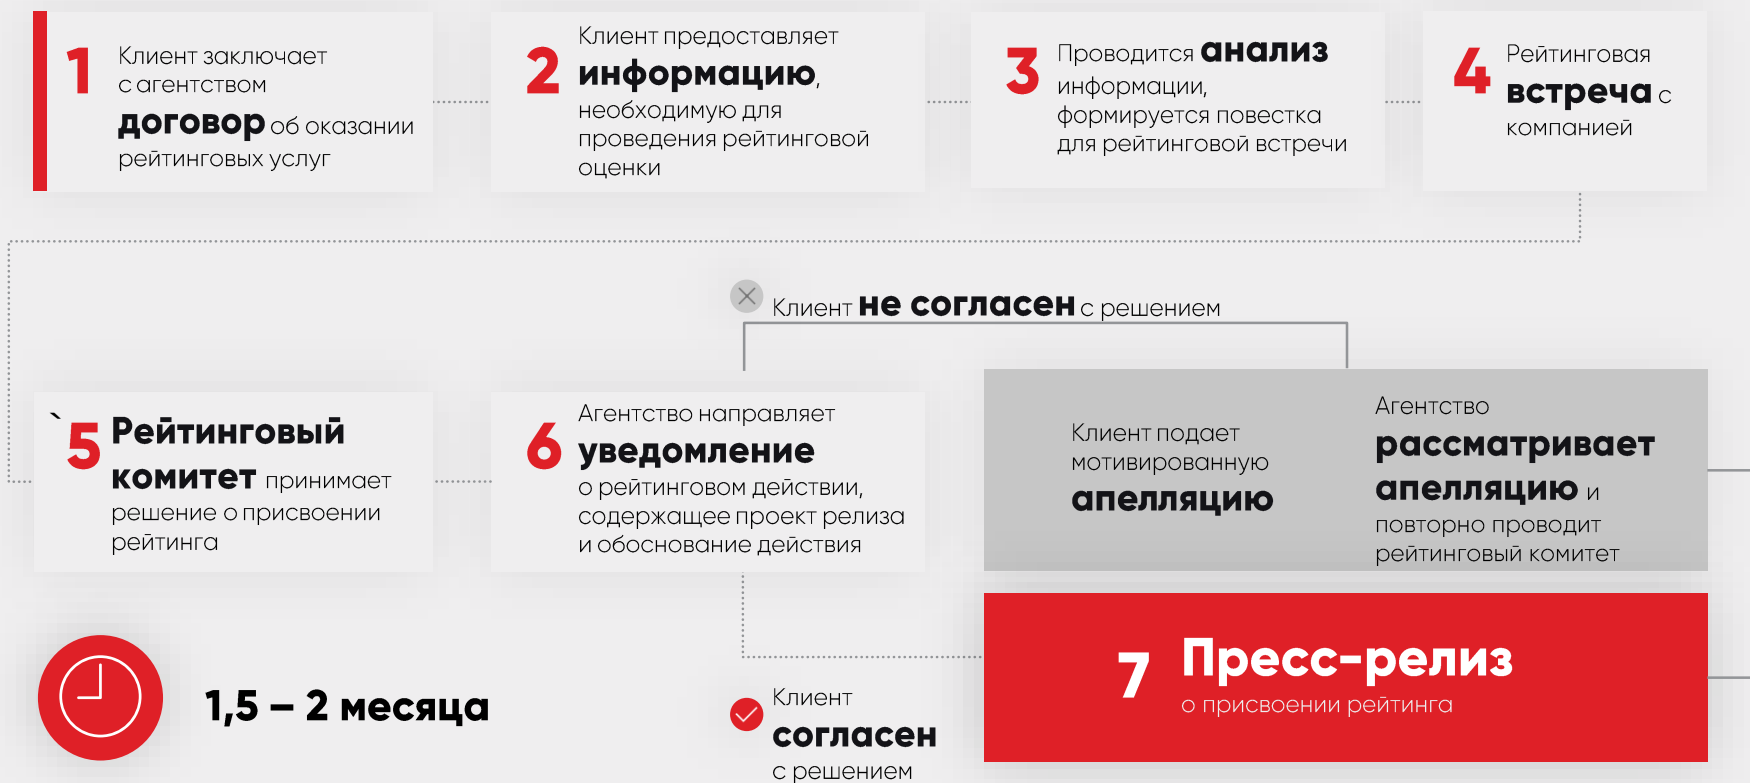 1
Клиент заключает
с агентством
договор об оказании
рейтинговых услуг
2
Клиент предоставляет
информацию,
необходимую для
проведения рейтинговой
оценки
3
Проводится анализ
информации,
формируется повестка
для рейтинговой встречи
4
Рейтинговая
встреча с
компанией
Клиент не согласен с решением
`5
Рейтинговый
комитет принимает
решение о присвоении
рейтинга
6
Агентство направляет
уведомление
о рейтинговом действии,
содержащее проект релиза
и обоснование действия
Клиент подает
мотивированную
апелляцию
Агентство
рассматривает
апелляцию и
повторно проводит
рейтинговый комитет
1,5 – 2 месяца
Клиент
согласен
с решением
7
Пресс-релиз
о присвоении рейтинга